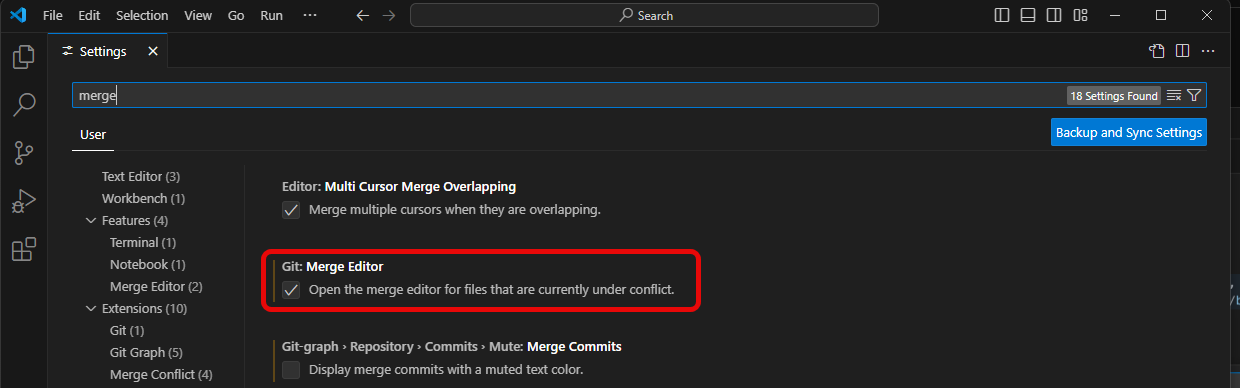 File Edit Selection View Go Run ··· Search
Settings
merge 18 Settings Found
User Backup and Sync Settings
Text Editor (3)
Workbench (1)
Features (4)
Terminal (1)
Notebook (1)
Merge Editor (2)
Extensions (10)
Git (1)
Git Graph (5)
Merge Conflict (4)
Editor: Multi Cursor Merge Overlapping
Merge multiple cursors when they are overlapping.
Git: Merge Editor
Open the merge editor for files that are currently under conflict.
Git-graph › Repository › Commits › Mute: Merge Commits
Display merge commits with a muted text color.